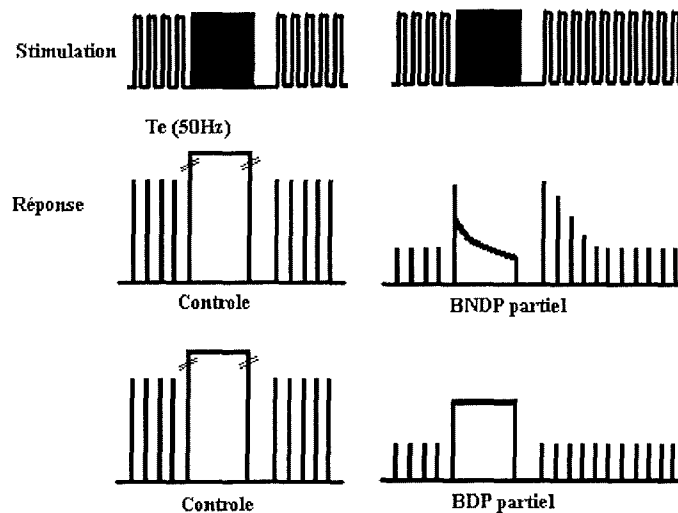 Stimulation
Te (50Hz)
Réponse
Controle
BNDP partiel
Controle
BDP partiel